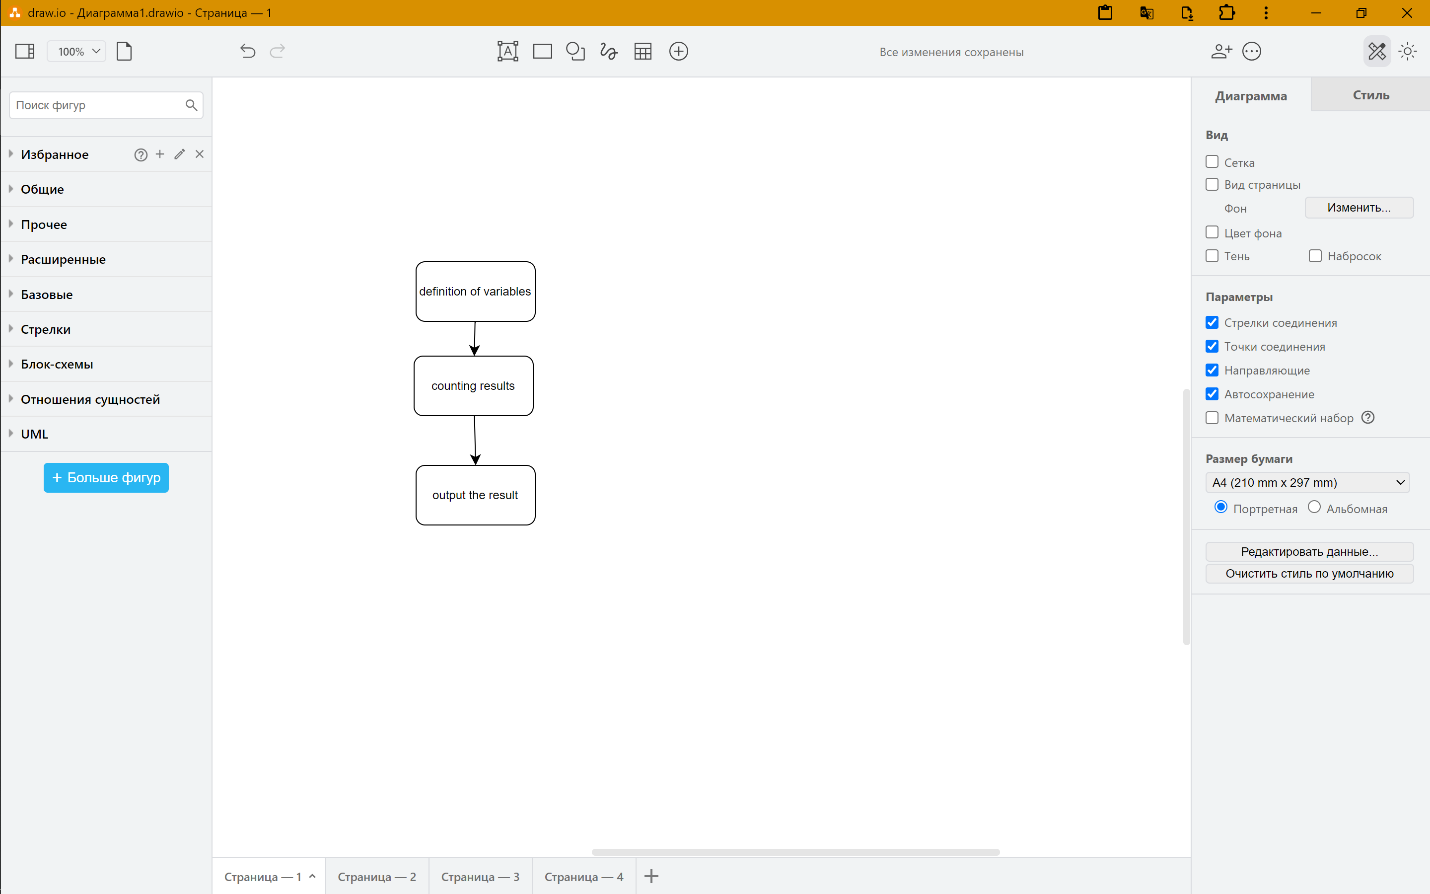 draw.io - Диаграмма1.drawio - Страница — 1
100%
Все изменения сохранены
Поиск фигур
Избранное
Общие
Прочее
Расширенные
Базовые
Стрелки
Блок-схемы
Отношения сущностей
UML
+ Больше фигур
definition of variables
counting results
output the result
Диаграмма
Стиль
Вид
Сетка
Вид страницы
Фон
Изменить...
Цвет фона
Тень
Набросок
Параметры
Стрелки соединения
Точки соединения
Направляющие
Автосохранение
Математический набор
Размер бумаги
A4 (210 mm x 297 mm)
Портретная
Альбомная
Редактировать данные...
Очистить стиль по умолчанию
Страница — 1
Страница — 2
Страница — 3
Страница — 4